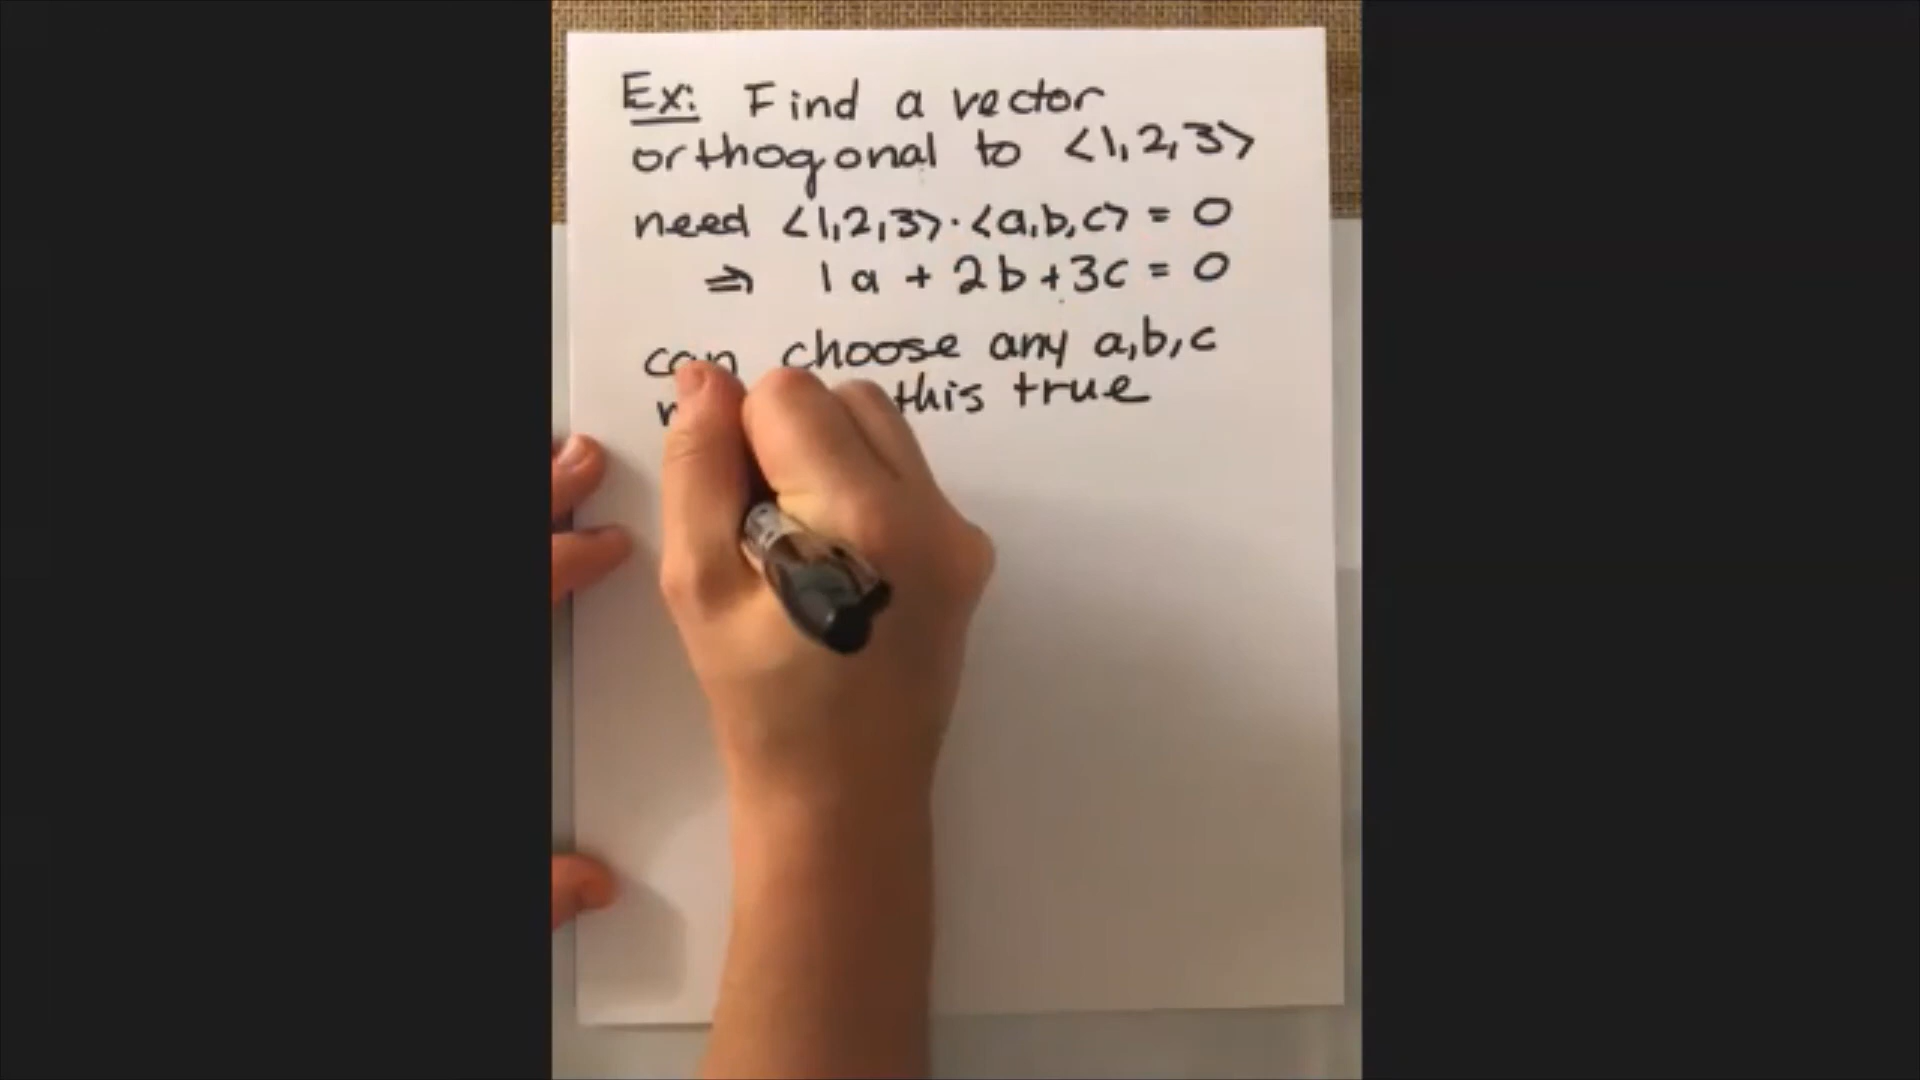 Ex: Find a vector
orthogonal to <1,2,3>
need <1,2,3>·<a,b,c> = 0
⇒ 1a + 2b + 3c = 0
can choose any a,b,c
this true